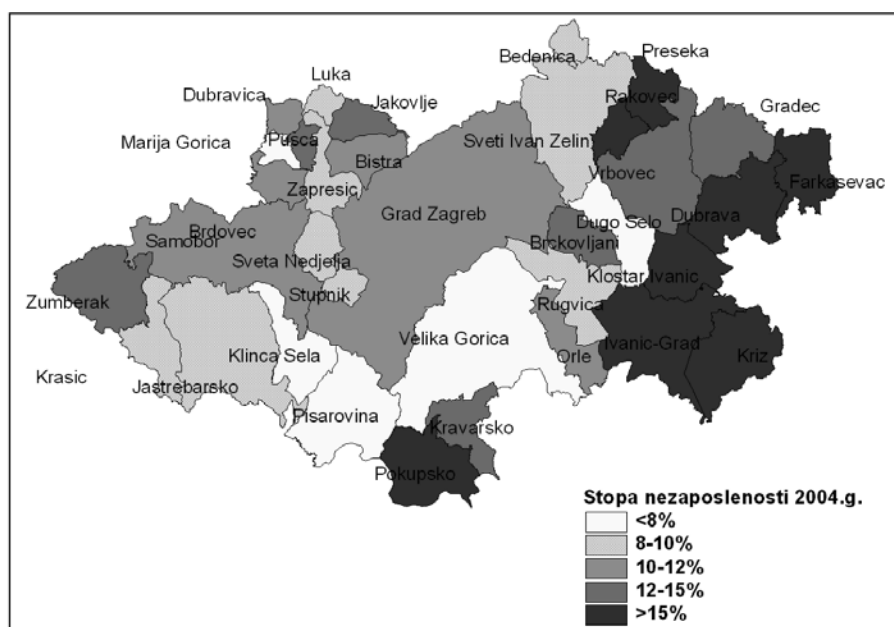 Bedenica
Preseka
Luka
Dubravica
Jakovlje
Rakovec
Gradec
Marija Gorica
Pusca
Sveti Ivan Zelin
Bistra
Vrbovec
Farkasevac
Zapresic
Grad Zagreb
Dugo Selo
Dubrava
Samobor
Brdovec
Brckovljani
Sveta Nedjelja
Klostar Ivanic
Zumberak
Stupnik
Rugvica
Velika Gorica
Ivanic-Grad
Klinca Sela
Orle
Kriz
Krasic
Jastrebarsko
Pisarovina
Kravarsko
Pokupsko
Stopa nezaposlenosti 2004.g.
<8%
8-10%
10-12%
12-15%
>15%